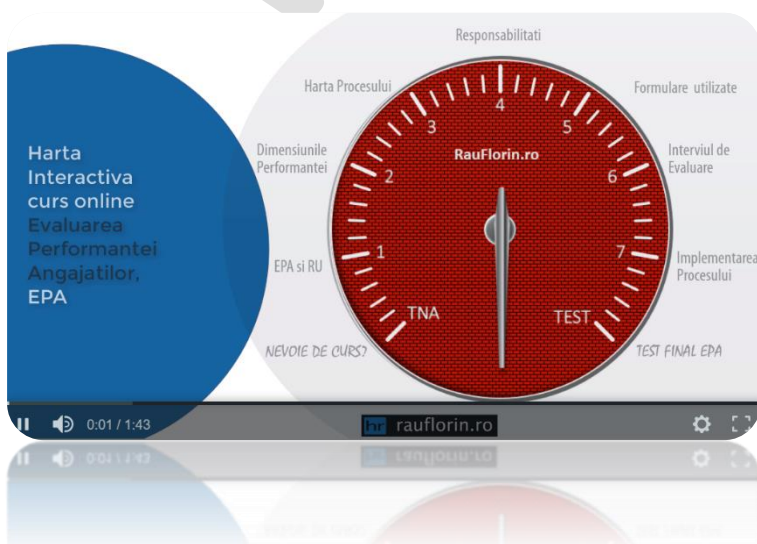 Harta
Interactiva
curs online
Evaluarea
Performantei
Angajatilor,
EPA
Responsabilitati
Harta Procesului
Formulare utilizate
Dimensiunile
Performantei
Interviul de
Evaluare
EPA si RU
Implementarea
Procesului
NEVOIE DE CURS?
TEST FINAL EPA
RauFlorin.ro
TNA
1
2
3
4
5
6
7
TEST
0:01 / 1:43
hr rauflorin.ro